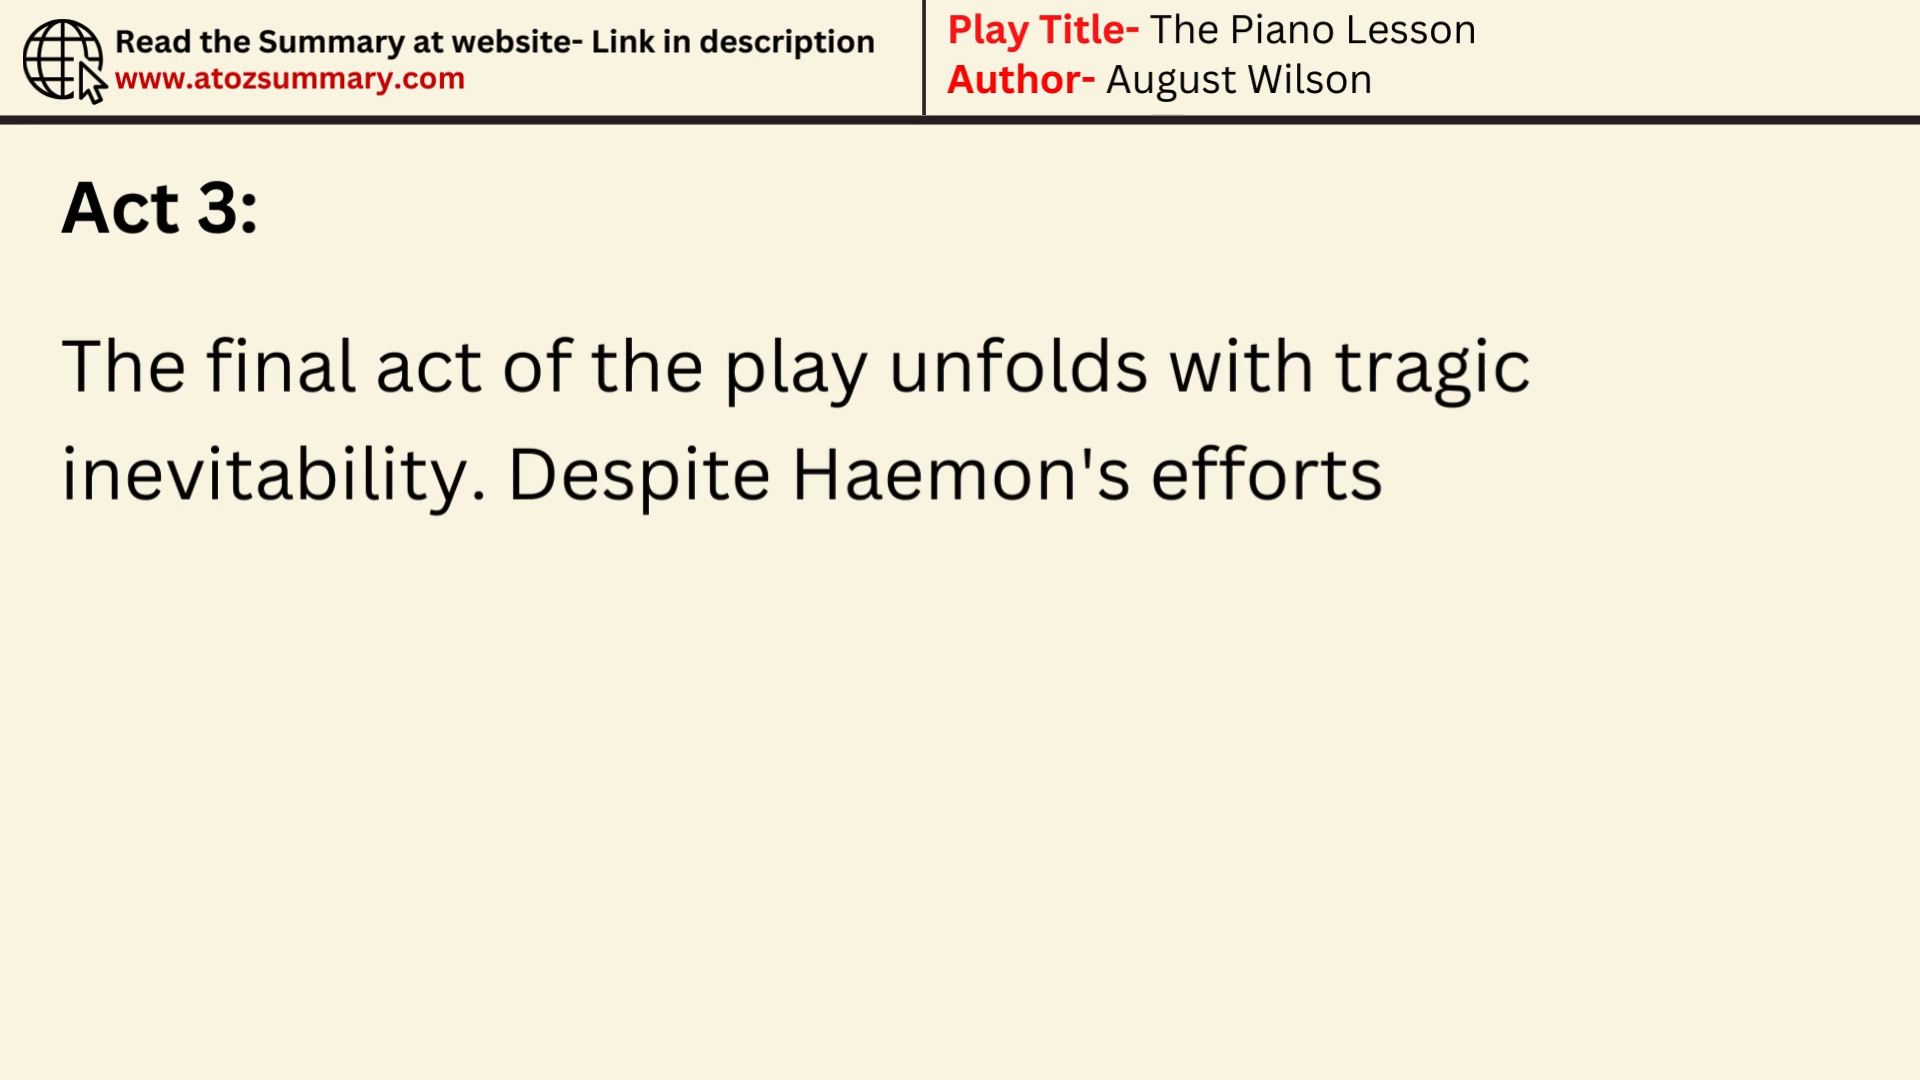 Read the Summary at website- Link in description
www.atozsummary.com
Play Title- The Piano Lesson
Author- August Wilson
Act 3:
The final act of the play unfolds with tragic
inevitability. Despite Haemon's efforts